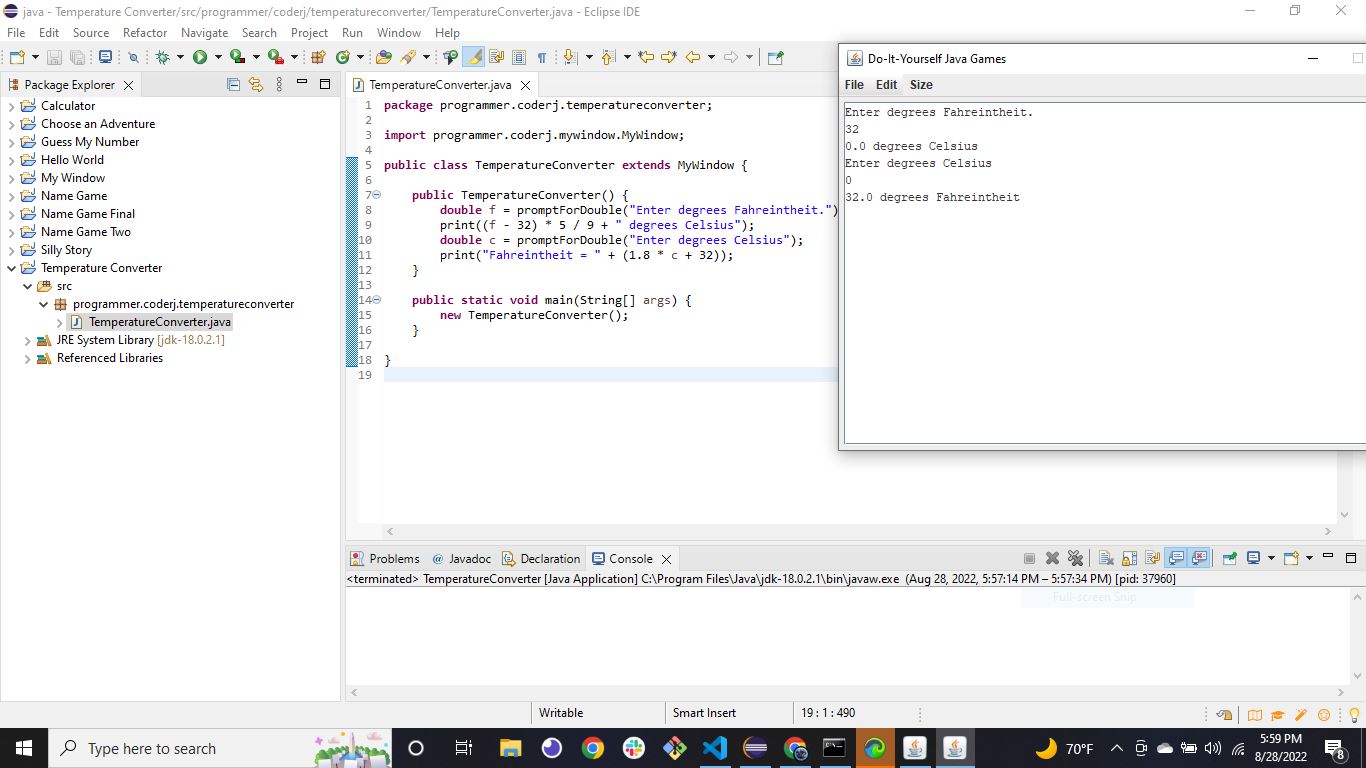 java - Temperature Converter/src/programmer/coderj/temperatureconverter/TemperatureConverter.java - Eclipse IDE
File Edit Source Refactor Navigate Search Project Run Window Help
Package Explorer
Calculator
Choose an Adventure
Guess My Number
Hello World
My Window
Name Game
Name Game Final
Name Game Two
Silly Story
Temperature Converter
src
programmer.coderj.temperatureconverter
TemperatureConverter.java
JRE System Library [jdk-18.0.2.1]
Referenced Libraries
TemperatureConverter.java
1 package programmer.coderj.temperatureconverter;
2
3 import programmer.coderj.mywindow.MyWindow;
4
5 public class TemperatureConverter extends MyWindow {
6
7 public TemperatureConverter() {
8 double f = promptForDouble("Enter degrees Fahreintheit.")
9 print((f - 32) * 5 / 9 + " degrees Celsius");
10 double c = promptForDouble("Enter degrees Celsius");
11 print("Fahreintheit = " + (1.8 * c + 32));
12 }
13
14 public static void main(String[] args) {
15 new TemperatureConverter();
16 }
17
18 }
19
Do-It-Yourself Java Games
File Edit Size
Enter degrees Fahreintheit.
32
0.0 degrees Celsius
Enter degrees Celsius
0
32.0 degrees Fahreintheit
Problems @ Javadoc Declaration Console
<terminated> TemperatureConverter [Java Application] C:\Program Files\Java\jdk-18.0.2.1\bin\javaw.exe (Aug 28, 2022, 5:57:14 PM – 5:57:34 PM) [pid: 37960]
Full-screen Snip
Writable Smart Insert 19 : 1 : 490
Type here to search
70°F
5:59 PM
8/28/2022
8